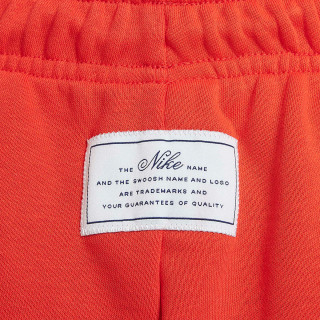 THE Nike NAME
AND THE SWOOSH NAME AND LOGO
ARE TRADEMARKS AND
YOUR GUARANTEES OF QUALITY